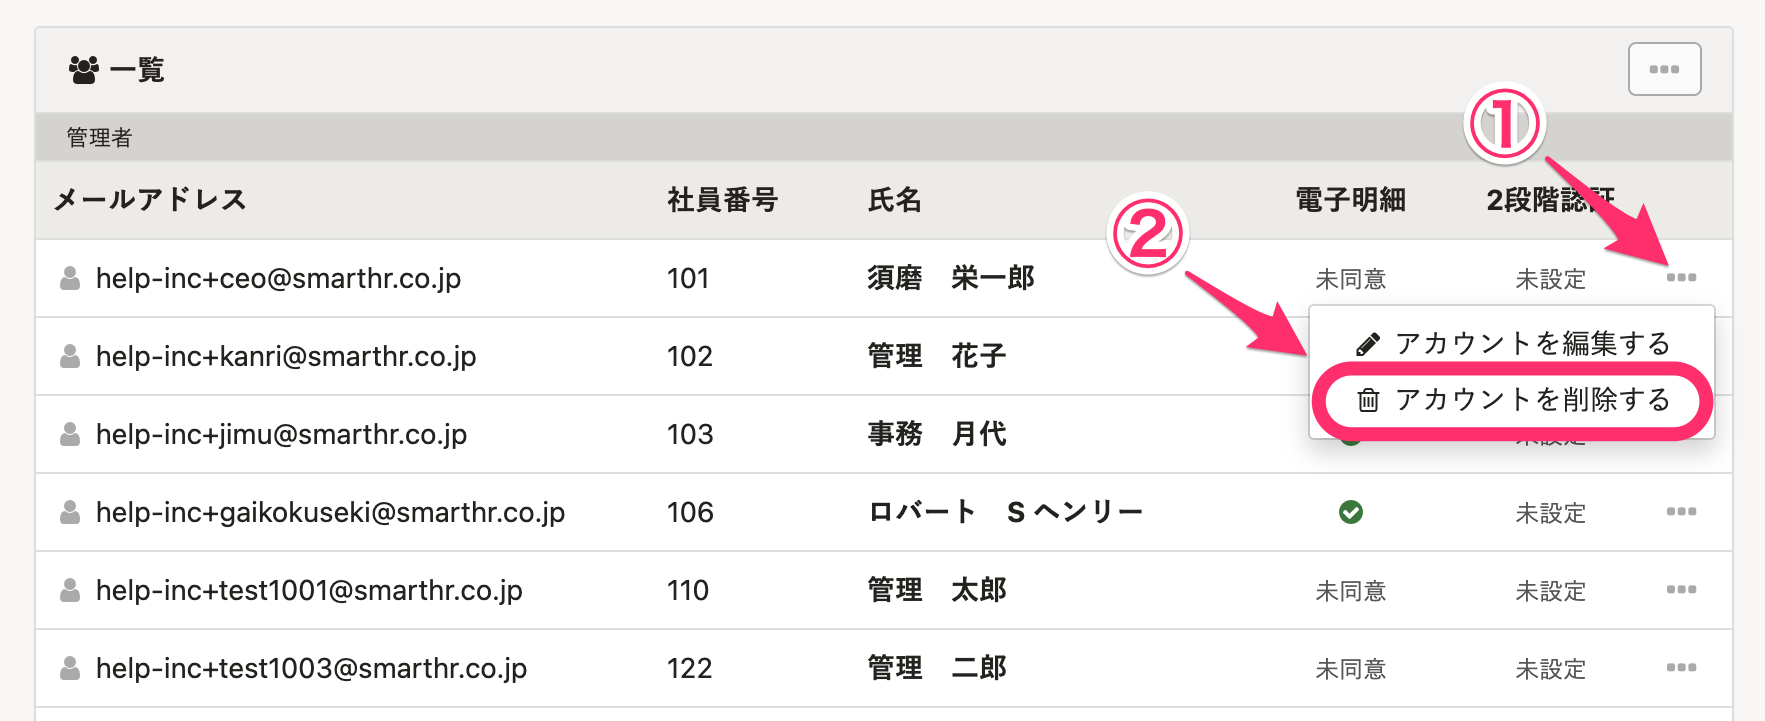 一覧
①
管理者
メールアドレス 社員番号 氏名 電子明細 2段階認証
②
help-inc+ceo@smarthr.co.jp 101 須磨　栄一郎 未同意 未設定
help-inc+kanri@smarthr.co.jp 102 管理　花子
アカウントを編集する
アカウントを削除する
help-inc+jimu@smarthr.co.jp 103 事務　月代 未設定
help-inc+gaikokuseki@smarthr.co.jp 106 ロバート　S ヘンリー 未設定
help-inc+test1001@smarthr.co.jp 110 管理　太郎 未同意 未設定
help-inc+test1003@smarthr.co.jp 122 管理　二郎 未同意 未設定